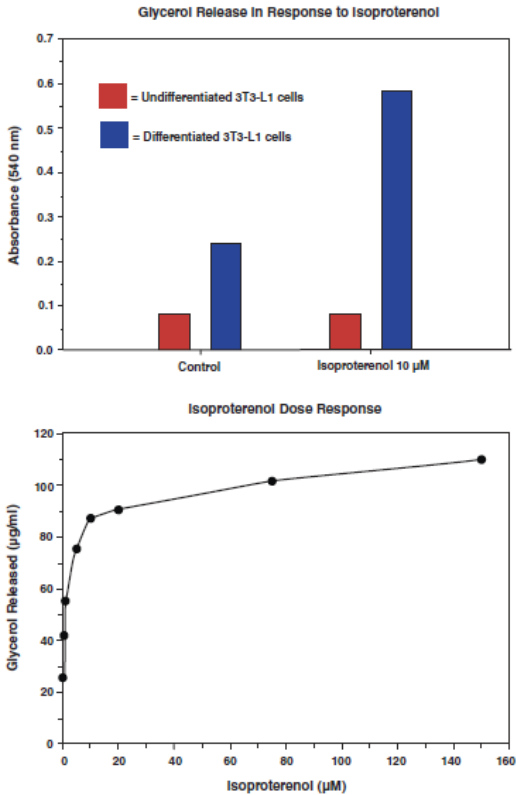 Glycerol Release in Response to Isoproterenol
0.7
0.6
0.5
0.4
0.3
0.2
0.1
0.0
Absorbance (540 nm)
= Undifferentiated 3T3-L1 cells
= Differentiated 3T3-L1 cells
Control
Isoproterenol 10 µM
Isoproterenol Dose Response
120
100
80
60
40
20
0
Glycerol Released (µg/ml)
0 20 40 60 80 100 120 140 160
Isoproterenol (µM)